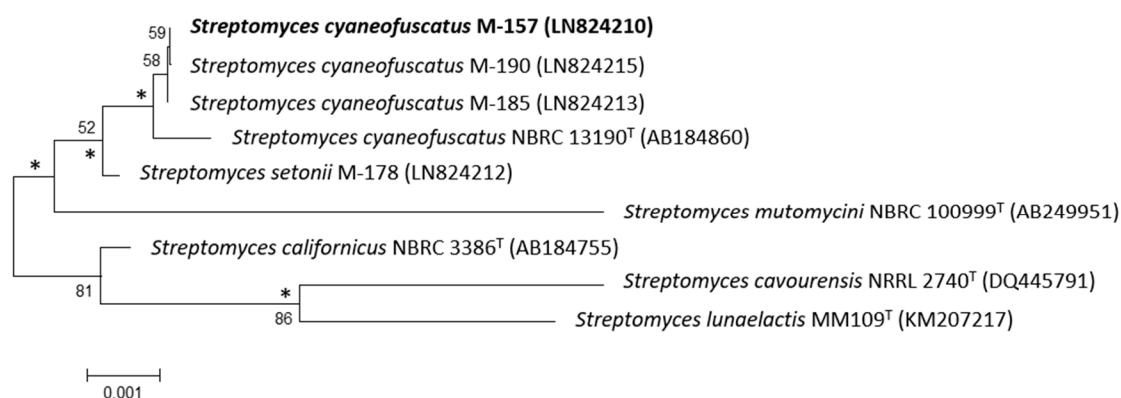 59
Streptomyces cyaneofuscatus M-157 (LN824210)
58
Streptomyces cyaneofuscatus M-190 (LN824215)
*
Streptomyces cyaneofuscatus M-185 (LN824213)
52
Streptomyces cyaneofuscatus NBRC 13190ᵀ (AB184860)
*
*
Streptomyces setonii M-178 (LN824212)
Streptomyces mutomycini NBRC 100999ᵀ (AB249951)
Streptomyces californicus NBRC 3386ᵀ (AB184755)
81
*
Streptomyces cavourensis NRRL 2740ᵀ (DQ445791)
86
Streptomyces lunaelactis MM109ᵀ (KM207217)
0.001